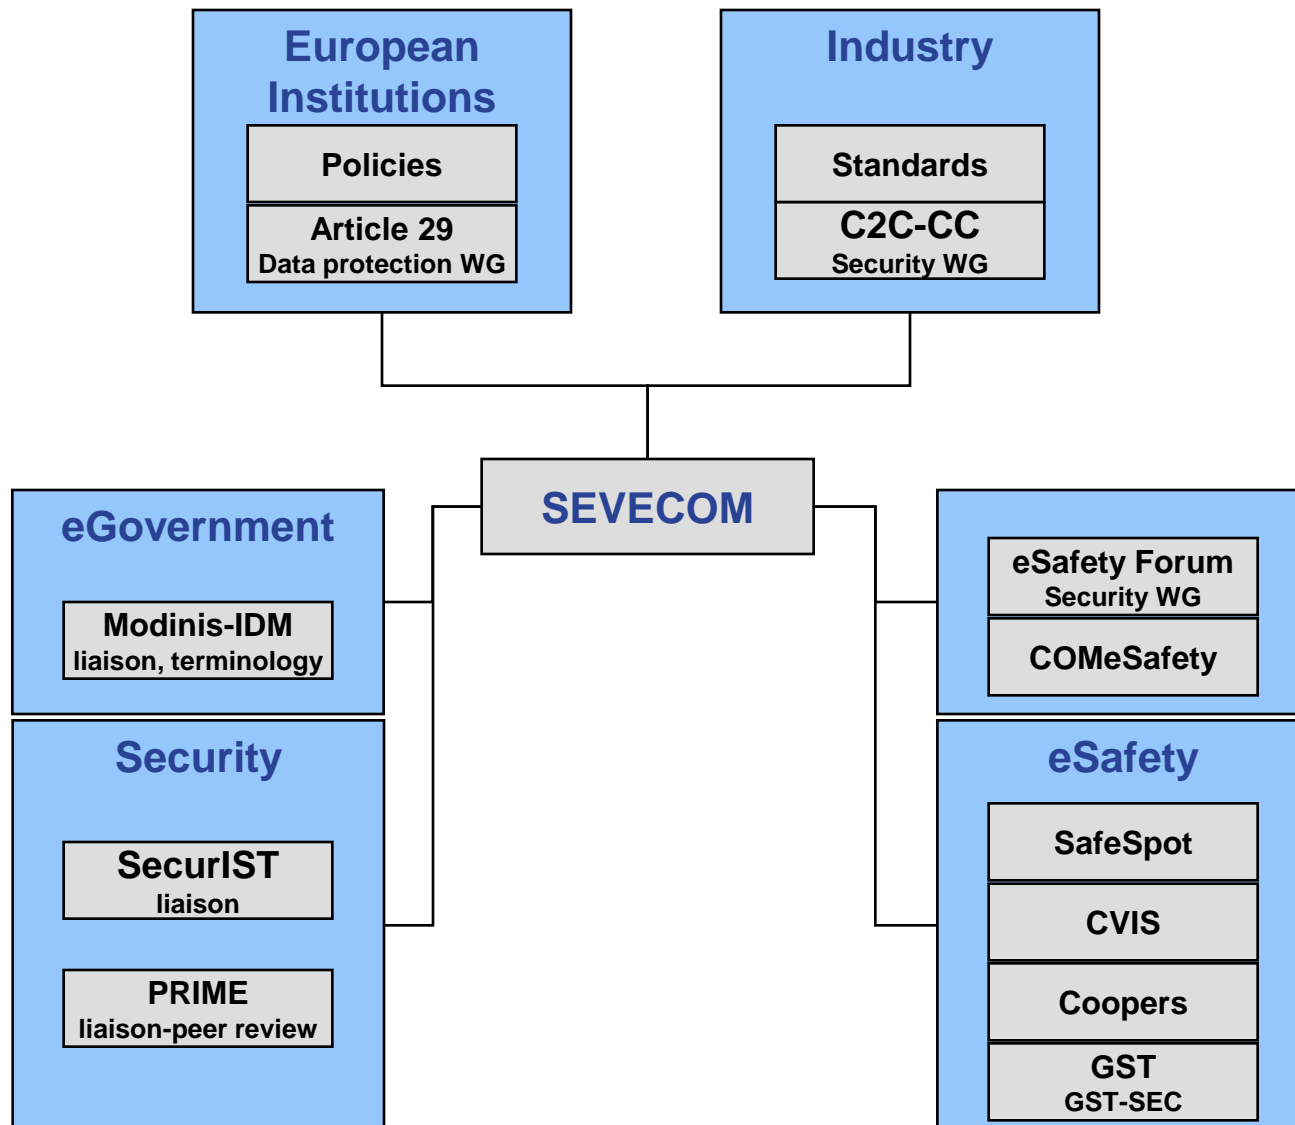 European
Institutions
Policies
Article 29
Data protection WG
Industry
Standards
C2C-CC
Security WG
SEVECOM
eGovernment
Modinis-IDM
liaison, terminology
Security
SecurIST
liaison
PRIME
liaison-peer review
eSafety Forum
Security WG
COMeSafety
eSafety
SafeSpot
CVIS
Coopers
GST
GST-SEC